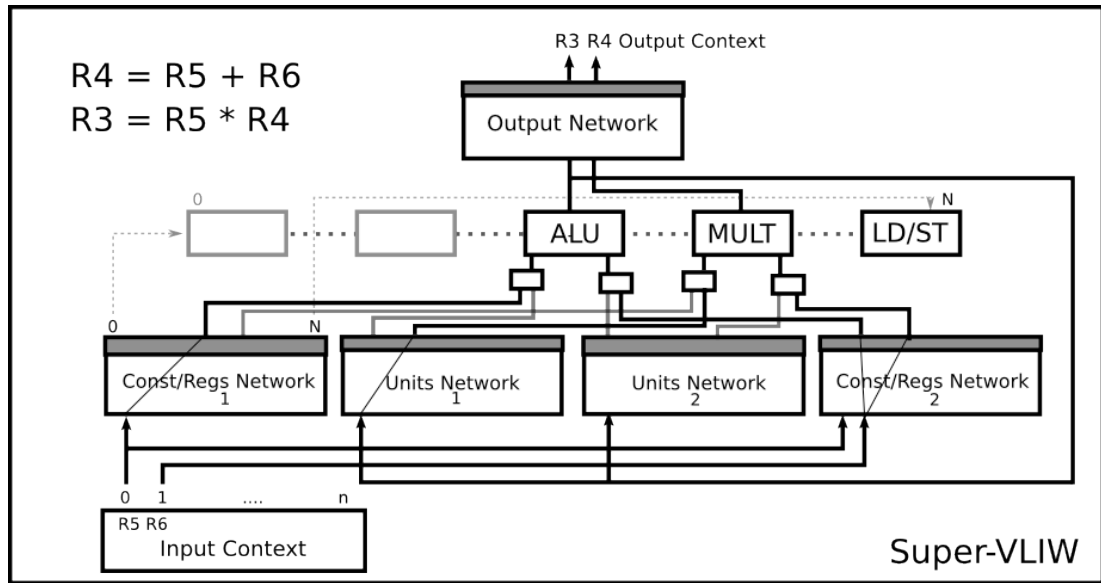 R3 R4 Output Context
R4 = R5 + R6
R3 = R5 * R4
Output Network
0
N
ALU
MULT
LD/ST
0
N
Const/Regs Network
1
Units Network
1
Units Network
2
Const/Regs Network
2
0 1 .... n
R5 R6
Input Context
Super-VLIW